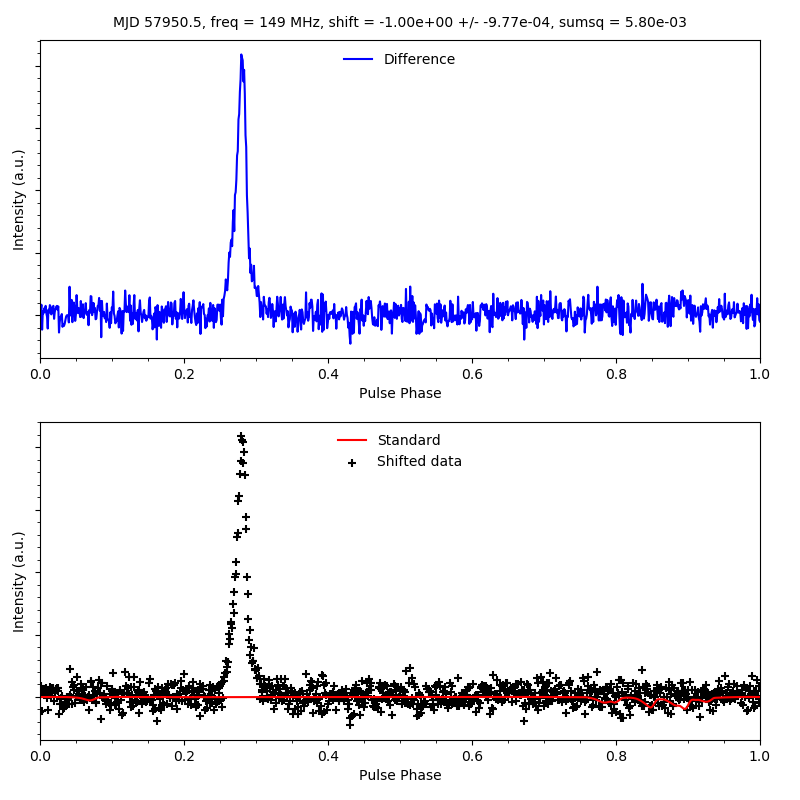 MJD 57950.5, freq = 149 MHz, shift = -1.00e+00 +/- -9.77e-04, sumsq = 5.80e-03
Difference
Intensity (a.u.)
0.0 0.2 0.4 0.6 0.8 1.0
Pulse Phase
Standard
Shifted data
Intensity (a.u.)
0.0 0.2 0.4 0.6 0.8 1.0
Pulse Phase